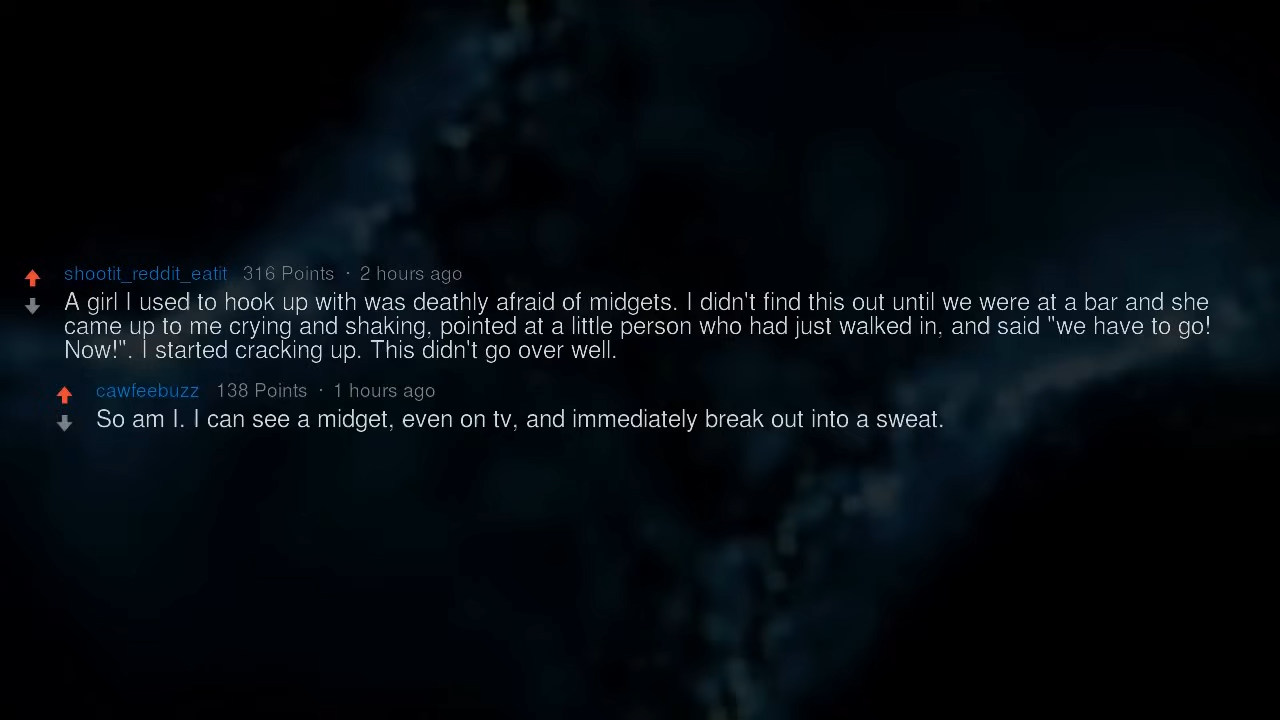 shootit_reddit_eatit 316 Points · 2 hours ago
A girl I used to hook up with was deathly afraid of midgets. I didn't find this out until we were at a bar and she
came up to me crying and shaking, pointed at a little person who had just walked in, and said "we have to go!
Now!". I started cracking up. This didn't go over well.
cawfeebuzz 138 Points · 1 hours ago
So am I. I can see a midget, even on tv, and immediately break out into a sweat.